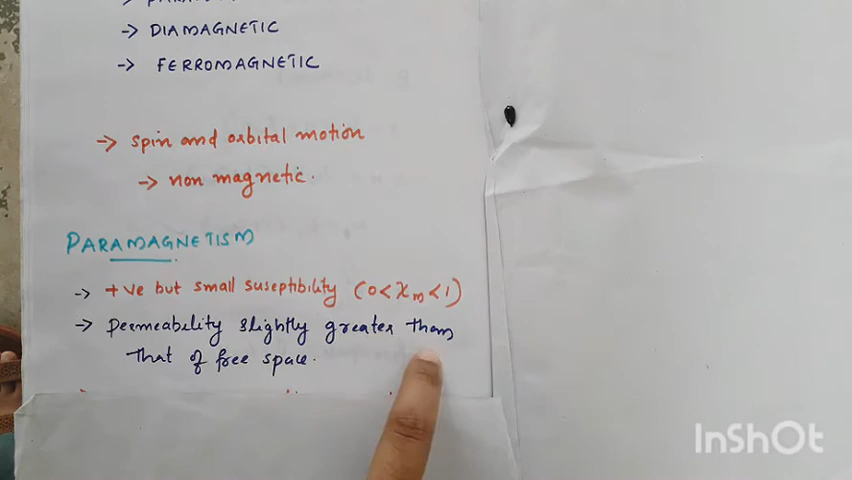 -> DIAMAGNETIC
-> FERROMAGNETIC
-> spin and orbital motion
-> non magnetic.
PARAMAGNETISM
-> +ve but small suseptibility (0<χm<1)
-> permeability slightly greater than
that of free space.
InShOt